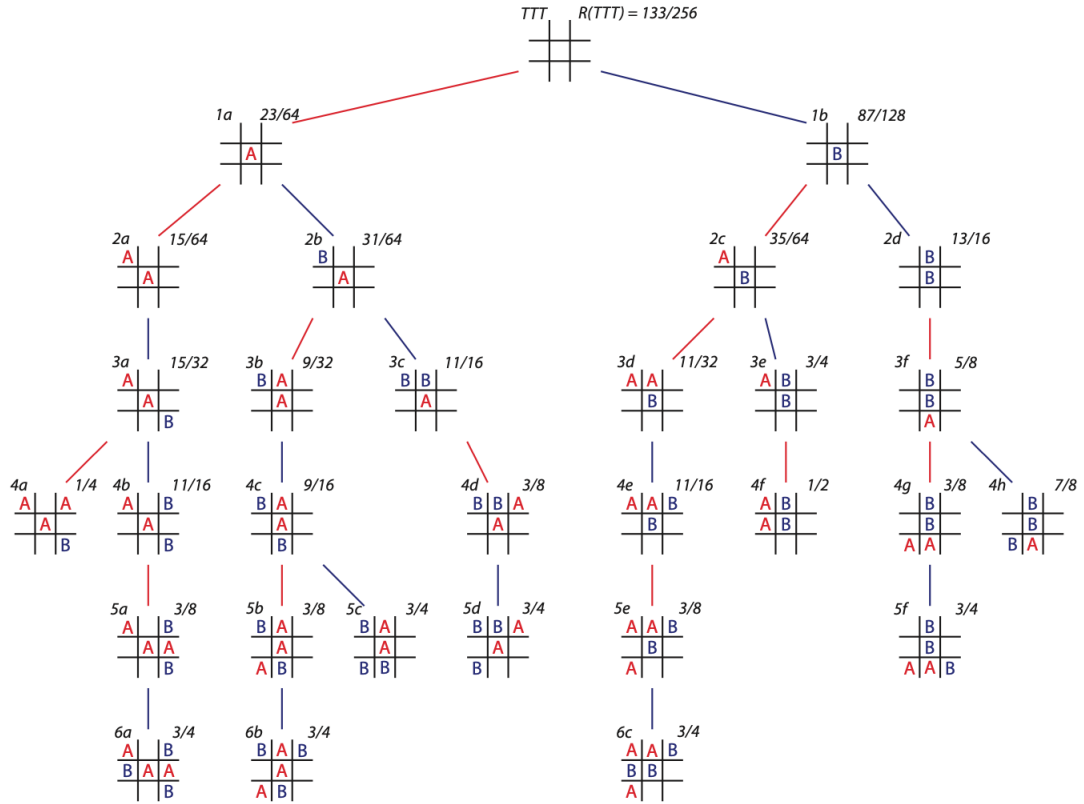 TTT R(TTT) = 133/256
1a 23/64 1b 87/128
A B
2a 15/64 2b 31/64 2c 35/64 2d 13/16
A B A B
A A B B
3a 15/32 3b 9/32 3c 11/16 3d 11/32 3e 3/4 3f 5/8
A B A B B A A A B B
A A A B B B
B A
4a 1/4 4b 11/16 4c 9/16 4d 3/8 4e 11/16 4f 1/2 4g 3/8 4h 7/8
A A A B B A B B A A A B A B B B
A A A A B A B B B
B B B A A B A
5a 3/8 5b 3/8 5c 3/4 5d 3/4 5e 3/8 5f 3/4
A B B A B A B B A A A B B
A A A A A B B
B A B B B B A A A B
6a 3/4 6b 3/4 6c 3/4
A B B A B A A B
B A A A B B
B A B A